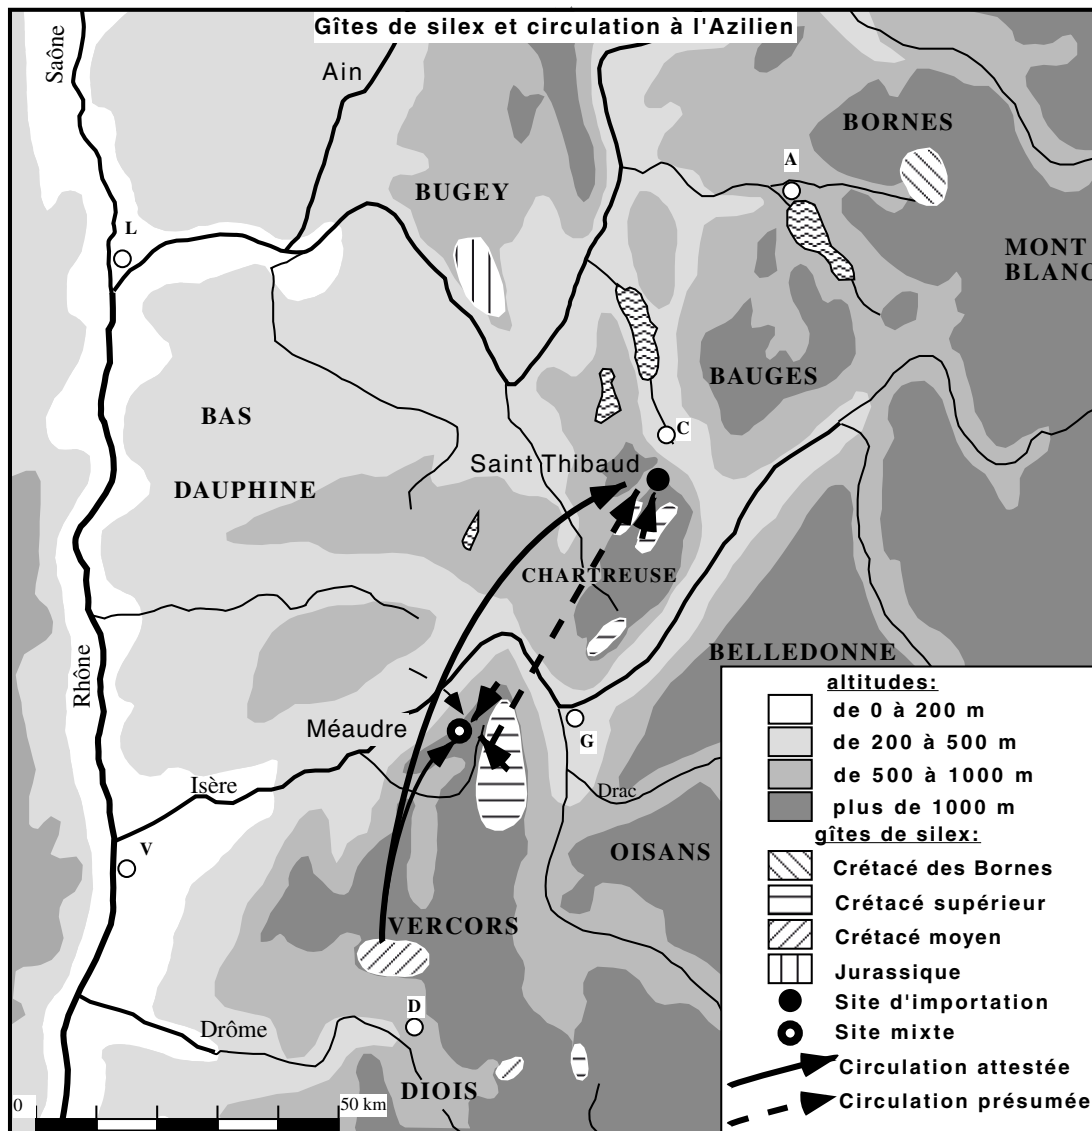 Gîtes de silex et circulation à l'Azilien
Saône
Ain
BORNES
A
BUGEY
L
MONT
BLANC
BAUGES
BAS
DAUPHINE
C
Saint Thibaud
CHARTREUSE
BELLEDONNE
Rhône
Méaudre
G
Isère
Drac
V
OISANS
VERCORS
D
Drôme
DIOIS
0
50 km
altitudes:
de 0 à 200 m
de 200 à 500 m
de 500 à 1000 m
plus de 1000 m
gîtes de silex:
Crétacé des Bornes
Crétacé supérieur
Crétacé moyen
Jurassique
Site d'importation
Site mixte
Circulation attestée
Circulation présumée